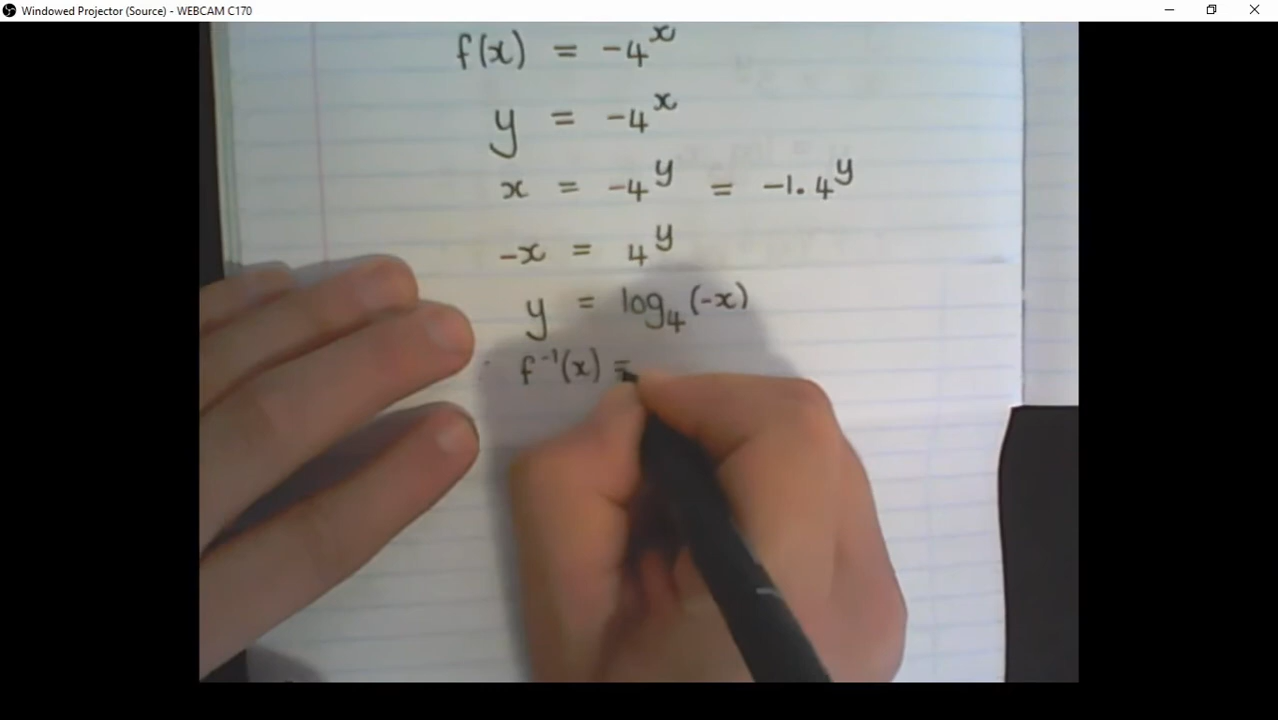 Windowed Projector (Source) - WEBCAM C170
f(x) = -4^x
y = -4^x
x = -4^y = -1.4^y
-x = 4^y
y = log₄(-x)
f⁻¹(x) =